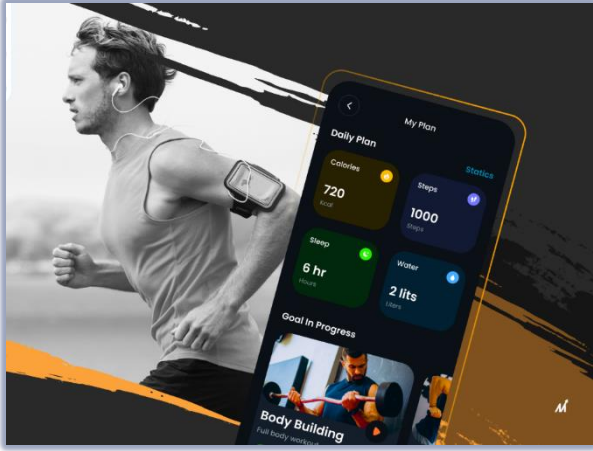 My Plan
Daily Plan
Statics
Calories
720
Kcal
Steps
1000
Steps
Sleep
6 hr
Hount
Water
2 lits
Liters
Goal In Progress
Body Building
Full body workout